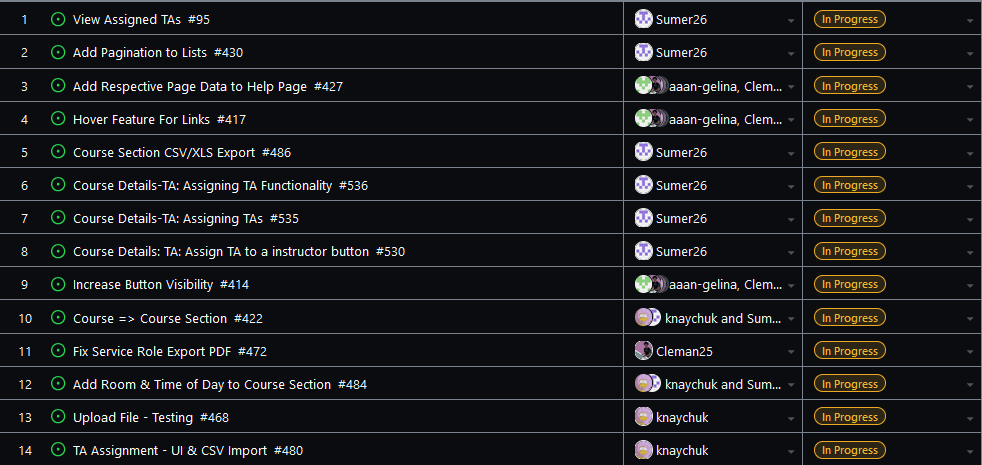 1 View Assigned TAs #95 Sumer26 In Progress
2 Add Pagination to Lists #430 Sumer26 In Progress
3 Add Respective Page Data to Help Page #427 aaan-gelina, Clem... In Progress
4 Hover Feature For Links #417 aaan-gelina, Clem... In Progress
5 Course Section CSV/XLS Export #486 Sumer26 In Progress
6 Course Details-TA: Assigning TA Functionality #536 Sumer26 In Progress
7 Course Details-TA: Assigning TAs #535 Sumer26 In Progress
8 Course Details: TA: Assign TA to a instructor button #530 Sumer26 In Progress
9 Increase Button Visibility #414 aaan-gelina, Clem... In Progress
10 Course => Course Section #422 knaychuk and Sum... In Progress
11 Fix Service Role Export PDF #472 Cleman25 In Progress
12 Add Room & Time of Day to Course Section #484 knaychuk and Sum... In Progress
13 Upload File - Testing #468 knaychuk In Progress
14 TA Assignment - UI & CSV Import #480 knaychuk In Progress